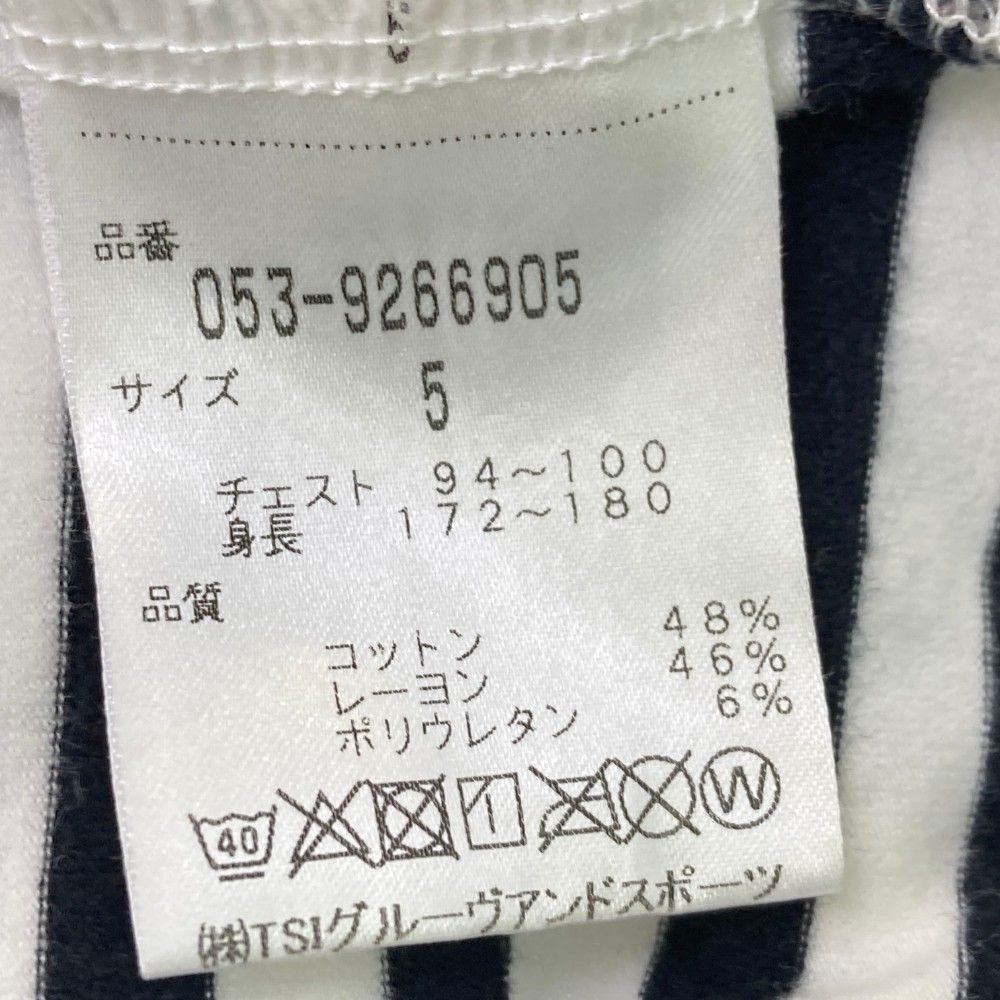 品番
053-9266905
サイズ 5
チェスト 94～100
身長 172～180
品質
コットン 48%
レーヨン 46%
ポリウレタン 6%
40 W
㈱TSIグルーヴアンドスポーツ